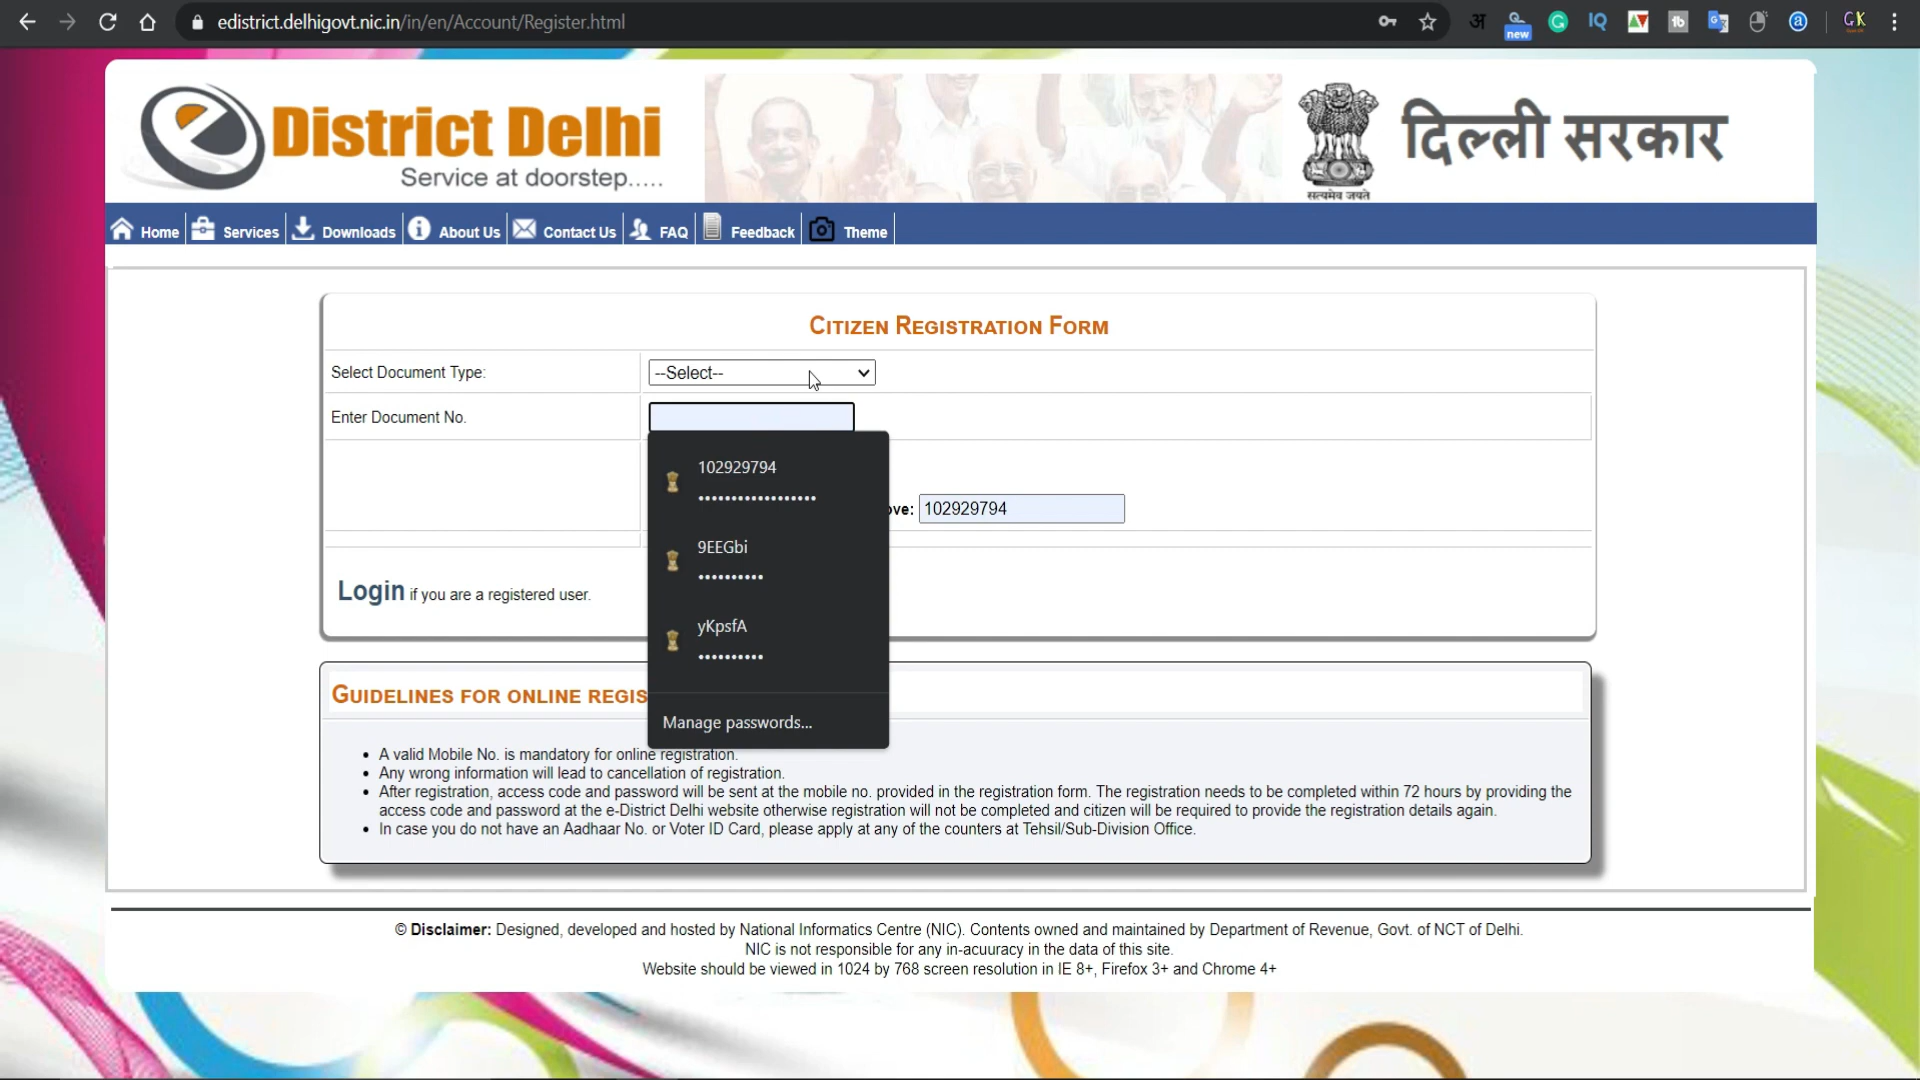 edistrict.delhigovt.nic.in/in/en/Account/Register.html
अ
new
IQ
tb
a
GK
e District Delhi
Service at doorstep.....
सत्यमेव जयते
दिल्ली सरकार
Home
Services
Downloads
About Us
Contact Us
FAQ
Feedback
Theme
Citizen Registration Form
Select Document Type:
--Select--
Enter Document No.
102929794
••••••••••••••••••
ove:
102929794
9EEGbi
••••••••••
Login if you are a registered user.
yKpsfA
••••••••••
Guidelines for online regis
Manage passwords...
• A valid Mobile No. is mandatory for online registration.
• Any wrong information will lead to cancellation of registration.
• After registration, access code and password will be sent at the mobile no. provided in the registration form. The registration needs to be completed within 72 hours by providing the
access code and password at the e-District Delhi website otherwise registration will not be completed and citizen will be required to provide the registration details again.
• In case you do not have an Aadhaar No. or Voter ID Card, please apply at any of the counters at Tehsil/Sub-Division Office.
© Disclaimer: Designed, developed and hosted by National Informatics Centre (NIC). Contents owned and maintained by Department of Revenue, Govt. of NCT of Delhi.
NIC is not responsible for any in-acuuracy in the data of this site.
Website should be viewed in 1024 by 768 screen resolution in IE 8+, Firefox 3+ and Chrome 4+